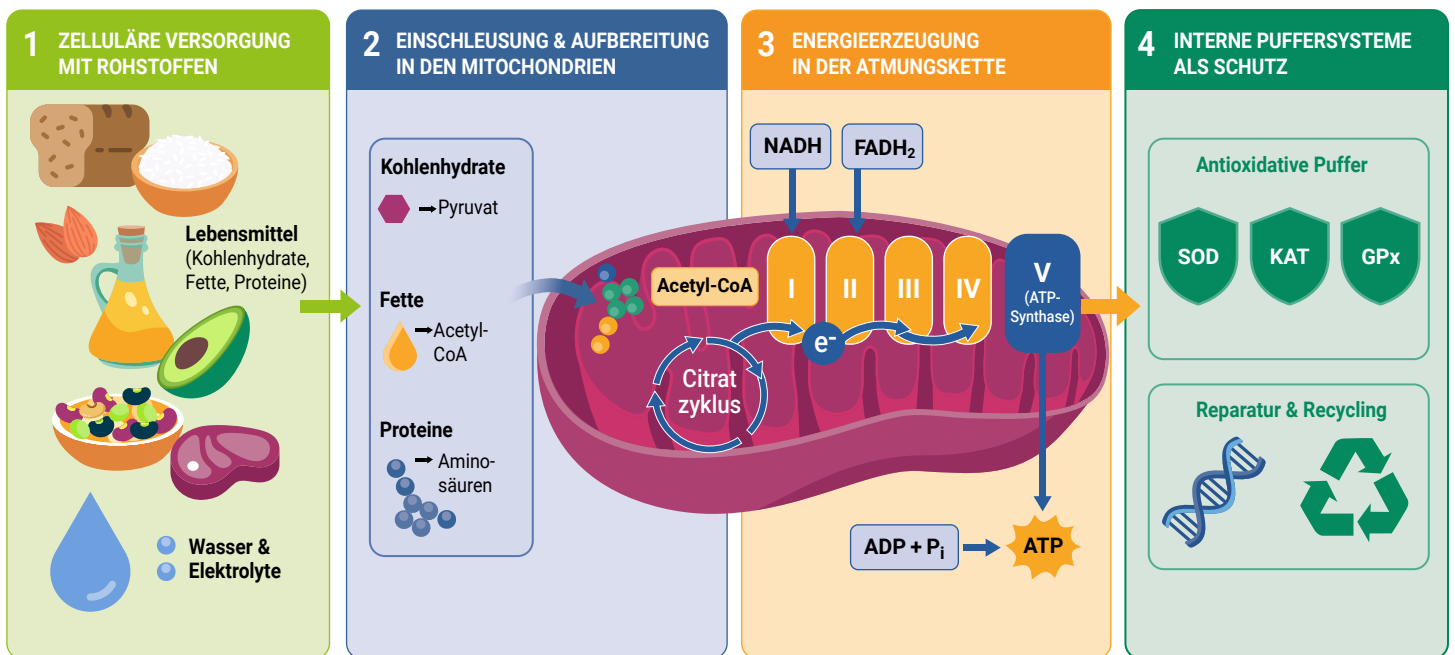 1 ZELLULÄRE VERSORGUNG
MIT ROHSTOFFEN
Lebensmittel
(Kohlenhydrate,
Fette, Proteine)
Wasser &
Elektrolyte
2 EINSCHLEUSUNG & AUFBEREITUNG
IN DEN MITOCHONDRIEN
Kohlenhydrate
→Pyruvat
Fette
→Acetyl-
CoA
Proteine
→ Amino-
säuren
3 ENERGIEERZEUGUNG
IN DER ATMUNGSKETTE
NADH
FADH₂
Acetyl-CoA
I
II
III
IV
V
(ATP-
Synthase)
e⁻
Citrat
zyklus
ADP + Pᵢ
ATP
4 INTERNE PUFFERSYSTEME
ALS SCHUTZ
Antioxidative Puffer
SOD
KAT
GPx
Reparatur & Recycling